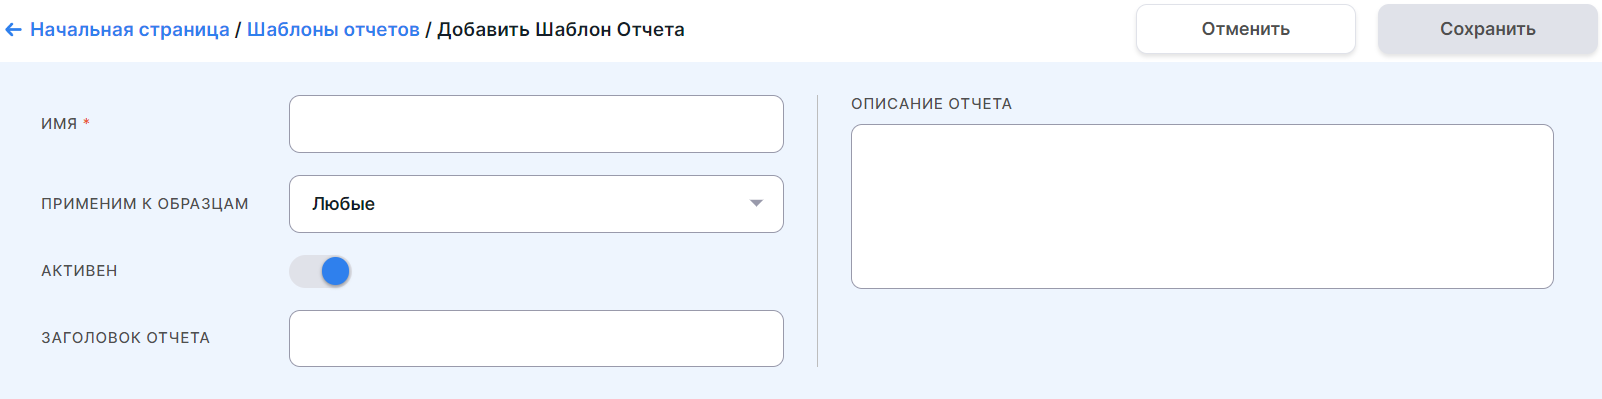 ← Начальная страница / Шаблоны отчетов / Добавить Шаблон Отчета
Отменить
Сохранить
ИМЯ *
ПРИМЕНИМ К ОБРАЗЦАМ
Любые
АКТИВЕН
ЗАГОЛОВОК ОТЧЕТА
ОПИСАНИЕ ОТЧЕТА